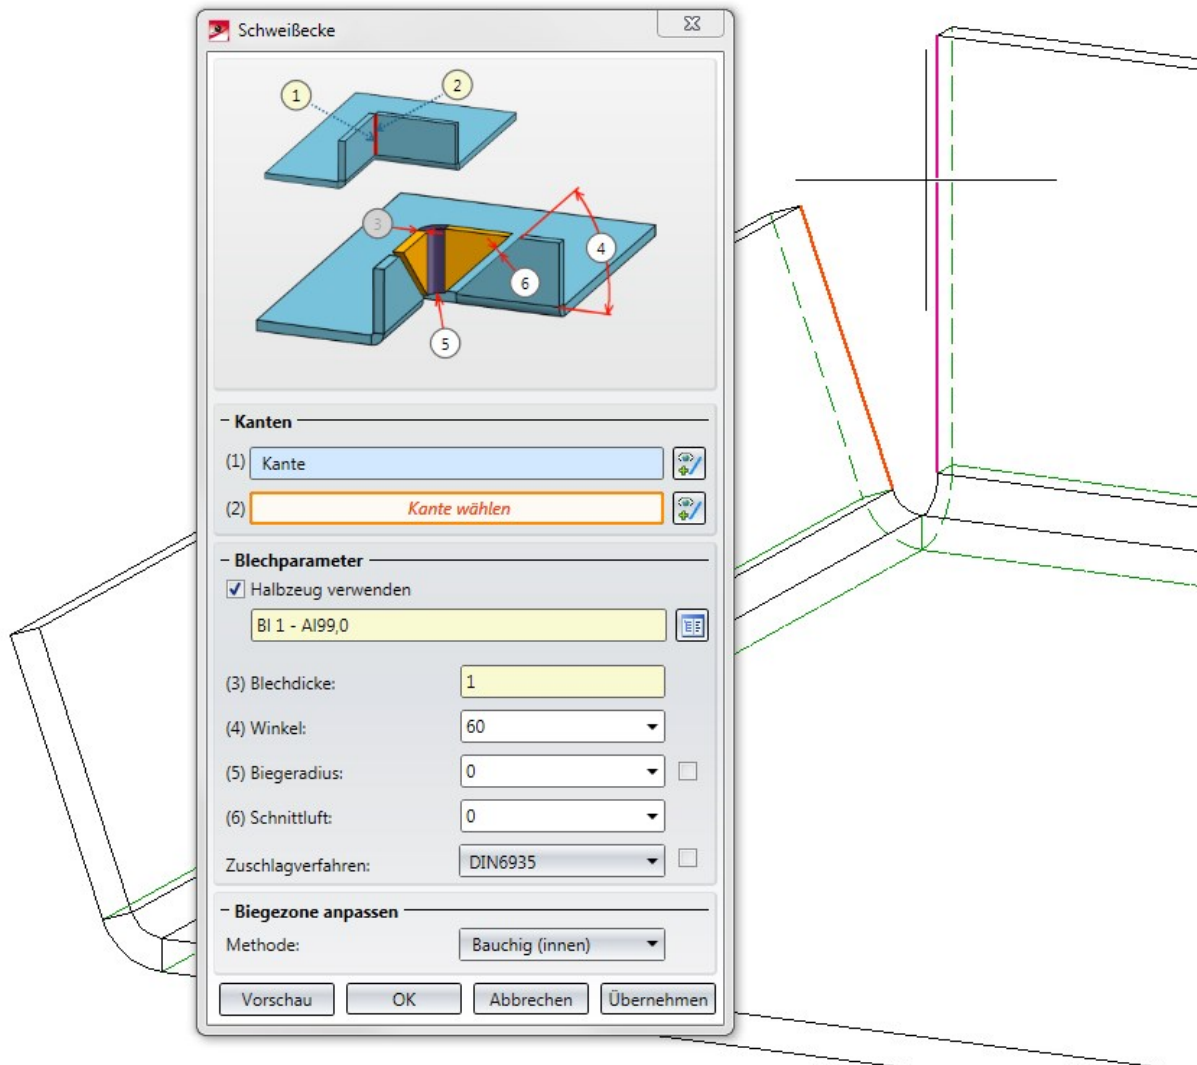 Schweißecke
1
2
3
4
6
5
Kanten
(1) Kante
(2) Kante wählen
Blechparameter
Halbzeug verwenden
Bl 1 - Al99,0
(3) Blechdicke: 1
(4) Winkel: 60
(5) Biegeradius: 0
(6) Schnittluft: 0
Zuschlagverfahren: DIN6935
Biegezone anpassen
Methode: Bauchig (innen)
Vorschau OK Abbrechen Übernehmen